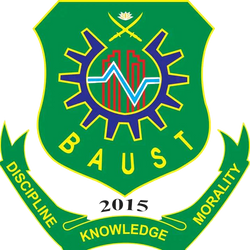 BAUST
2015
DISCIPLINE
KNOWLEDGE
MORALITY